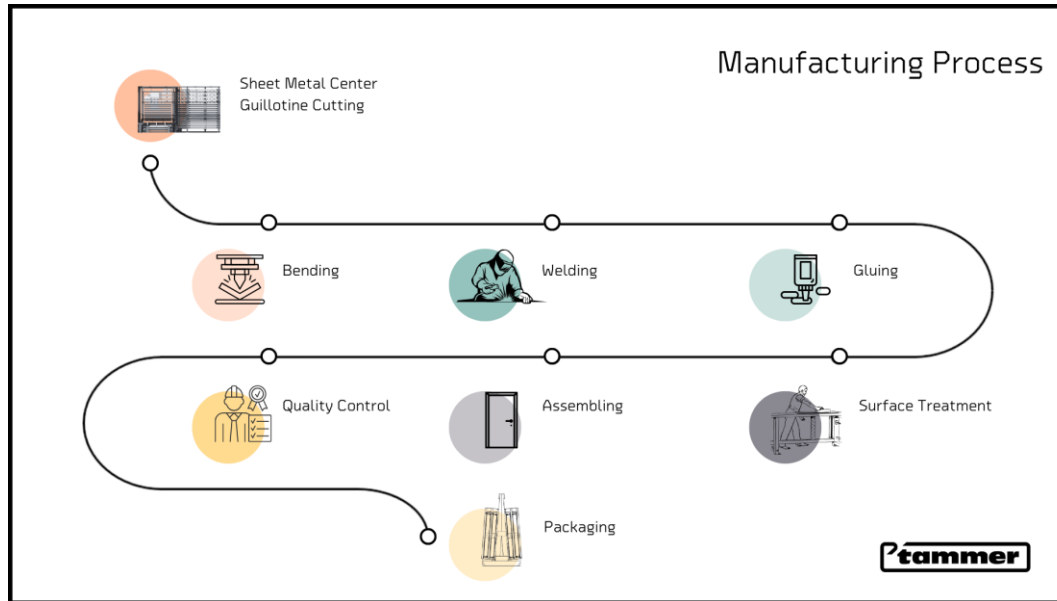 Manufacturing Process
Sheet Metal Center
Guillotine Cutting
Bending
Welding
Gluing
Quality Control
Assembling
Surface Treatment
Packaging
tammer